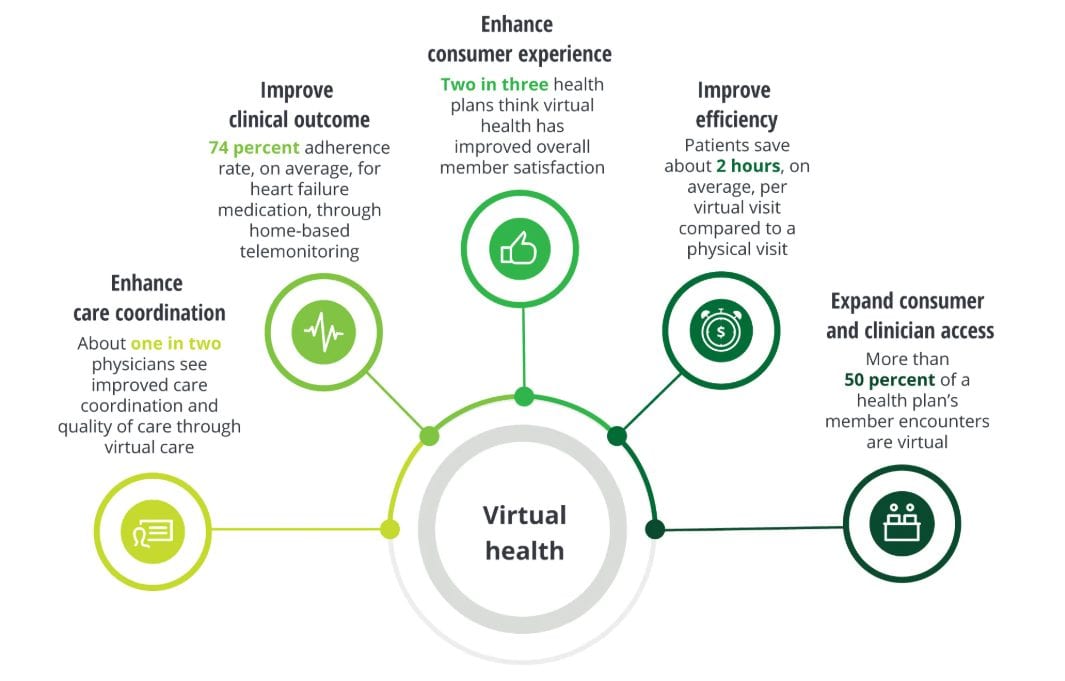 Enhance
care coordination
About one in two
physicians see
improved care
coordination and
quality of care through
virtual care
Improve
clinical outcome
74 percent adherence
rate, on average, for
heart failure
medication, through
home-based
telemonitoring
Enhance
consumer experience
Two in three health
plans think virtual
health has
improved overall
member satisfaction
Improve
efficiency
Patients save
about 2 hours, on
average, per
virtual visit
compared to a
physical visit
$
Expand consumer
and clinician access
More than
50 percent of a
health plan’s
member encounters
are virtual
Virtual
health